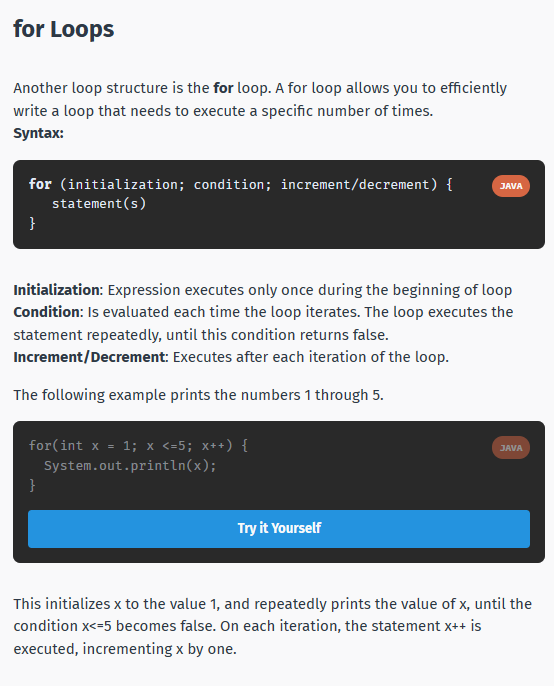 for Loops
Another loop structure is the for loop. A for loop allows you to efficiently
write a loop that needs to execute a specific number of times.
Syntax:
for (initialization; condition; increment/decrement) {
JAVA
statement(s)
}
Initialization: Expression executes only once during the beginning of loop
Condition: Is evaluated each time the loop iterates. The loop executes the
statement repeatedly, until this condition returns false.
Increment/Decrement: Executes after each iteration of the loop.
The following example prints the numbers 1 through 5.
for(int x = 1; x <=5; x++) {
JAVA
System.out.println(x);
}
Try it Yourself
This initializes x to the value 1, and repeatedly prints the value of x, until the
condition x<=5 becomes false. On each iteration, the statement x++ is
executed, incrementing x by one.